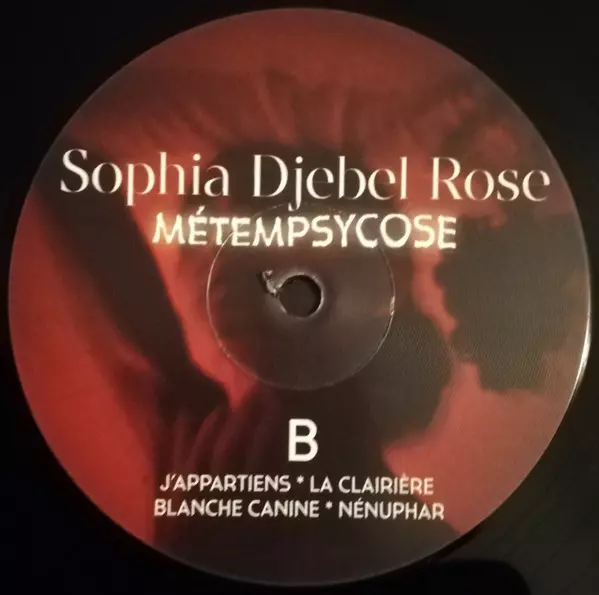 Sophia Djebel Rose
MÉTEMPSYCOSE
B
J'APPARTIENS * LA CLAIRIÈRE
BLANCHE CANINE * NÉNUPHAR